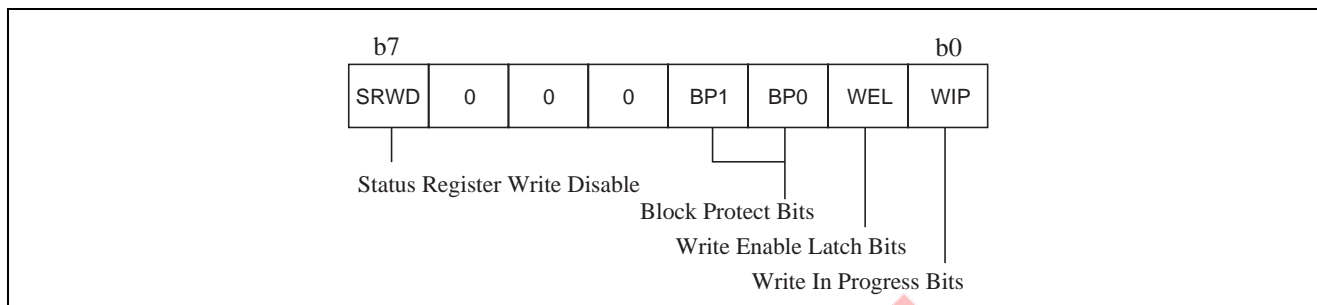 b7 b0
SRWD 0 0 0 BP1 BP0 WEL WIP
Status Register Write Disable
Block Protect Bits
Write Enable Latch Bits
Write In Progress Bits